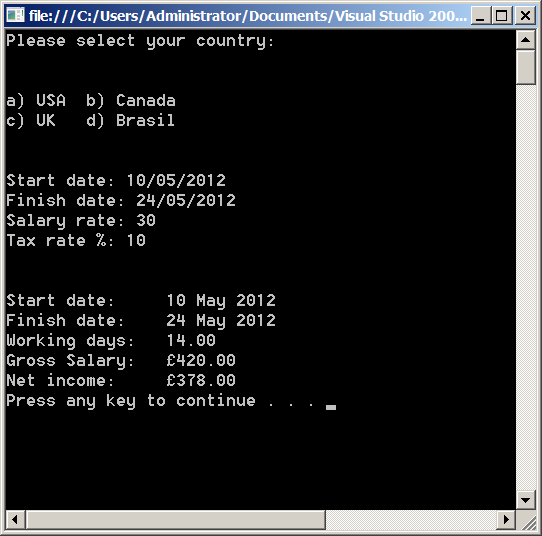 file:///C:/Users/Administrator/Documents/Visual Studio 200...
Please select your country:
a) USA  b) Canada
c) UK   d) Brasil
Start date: 10/05/2012
Finish date: 24/05/2012
Salary rate: 30
Tax rate %: 10
Start date:     10 May 2012
Finish date:    24 May 2012
Working days:   14.00
Gross Salary:   £420.00
Net income:     £378.00
Press any key to continue . . . _